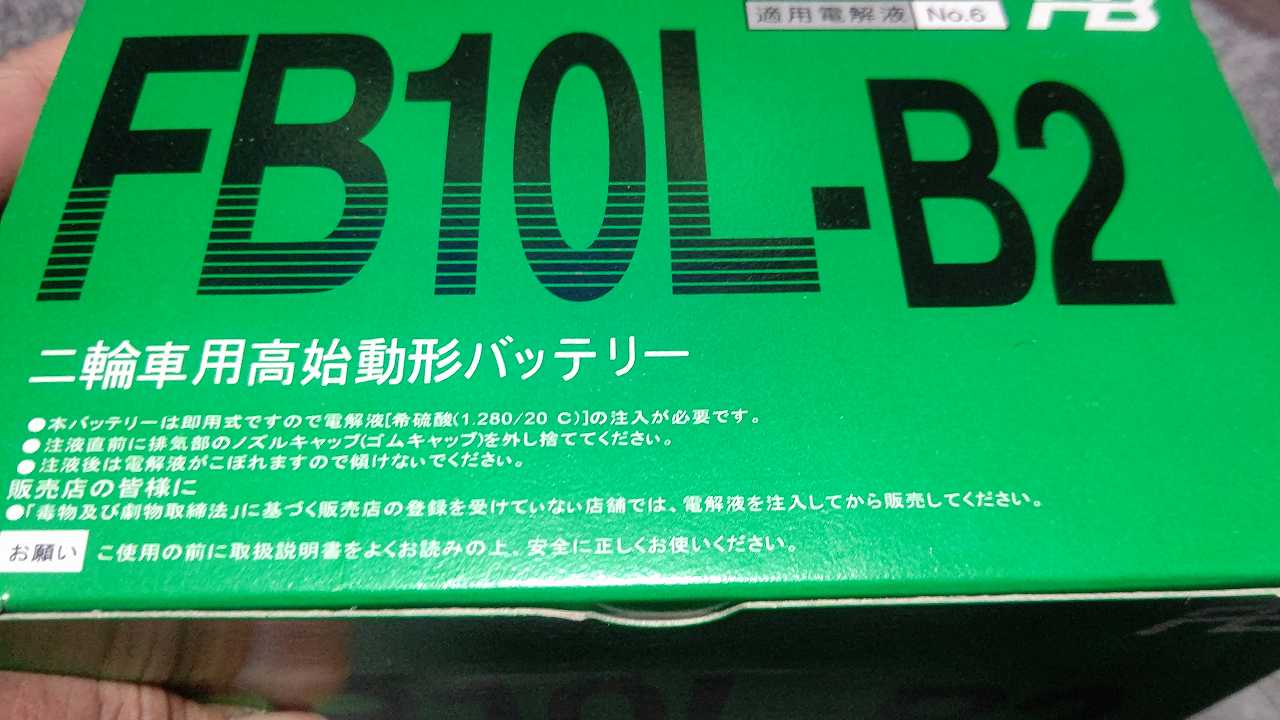 適用電解液 No.6 FB
FB10L-B2
二輪車用高始動形バッテリー
●本バッテリーは即用式ですので電解液[希硫酸(1.280/20 C)]の注入が必要です。
●注液直前に排気部のノズルキャップ(ゴムキャップ)を外し捨ててください。
●注液後は電解液がこぼれますので傾けないでください。
販売店の皆様に
●「毒物及び劇物取締法」に基づく販売店の登録を受けていない店舗では、電解液を注入してから販売してください。
お願い ご使用の前に取扱説明書をよくお読みの上。安全に正しくお使いください。